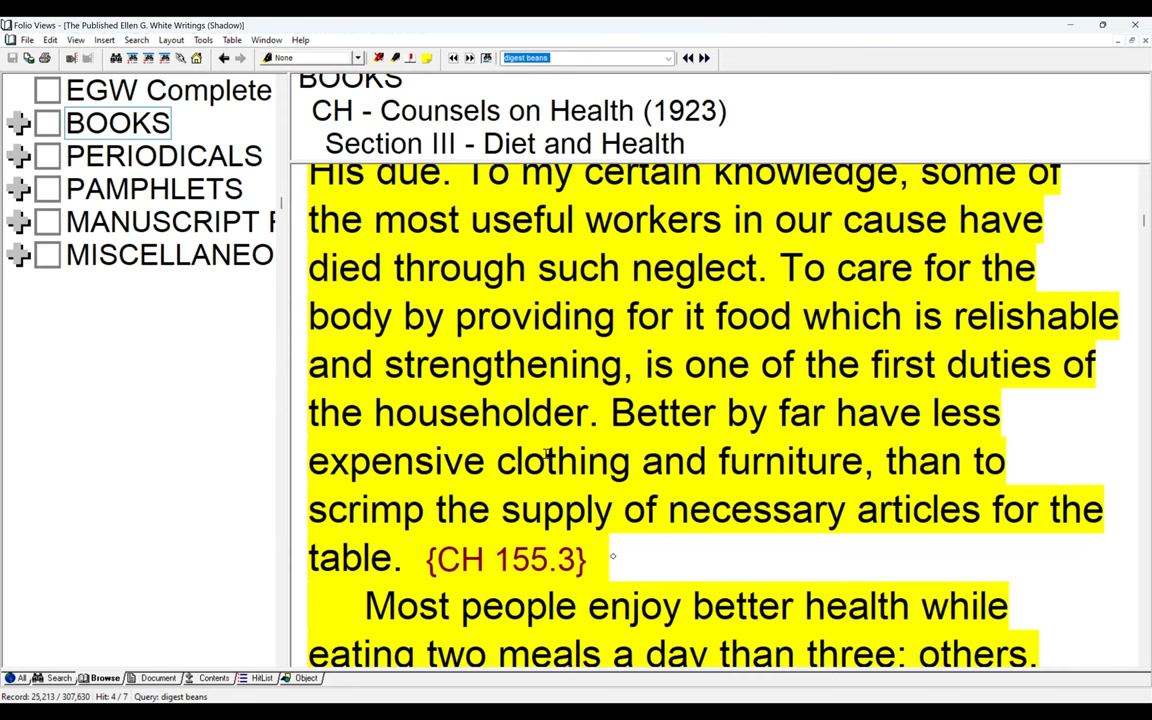 Folio Views - [The Published Ellen G. White Writings (Shadow)]
File Edit View Insert Search Layout Tools Table Window Help
None
digest beans
EGW Complete
BOOKS
PERIODICALS
PAMPHLETS
MANUSCRIPT
MISCELLANEO
BOOKS
CH - Counsels on Health (1923)
Section III - Diet and Health
His due. To my certain knowledge, some of
the most useful workers in our cause have
died through such neglect. To care for the
body by providing for it food which is relishable
and strengthening, is one of the first duties of
the householder. Better by far have less
expensive clothing and furniture, than to
scrimp the supply of necessary articles for the
table. {CH 155.3}
Most people enjoy better health while
eating two meals a day than three; others,
All Search Browse Document Contents HitList Object
Record: 25,213 / 307,630 Hit: 4 / 7 Query: digest beans